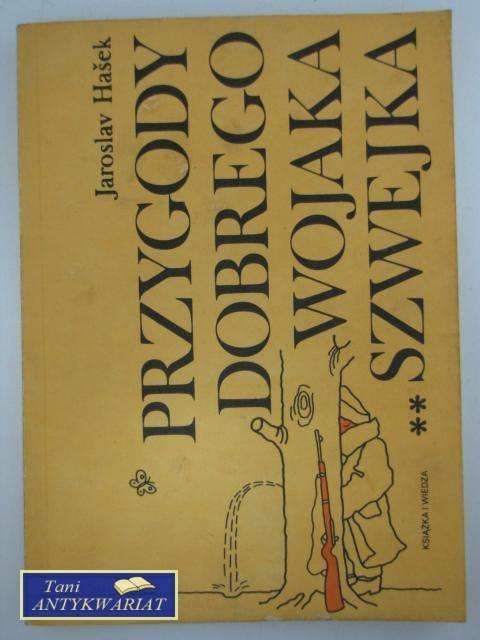 Jaroslav Hašek
PRZYGODY
DOBREGO
WOJAKA
** SZWEJKA
KSIĄŻKA I WIEDZA
Tani
ANTYKWARIAT